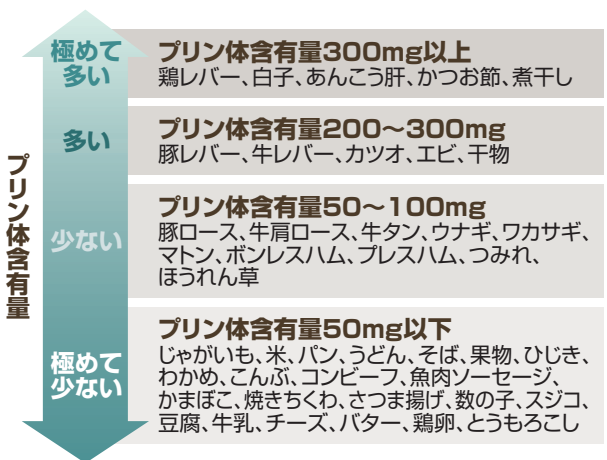 プリン体含有量
極めて
多い
プリン体含有量300mg以上
鶏レバー、白子、あんこう肝、かつお節、煮干し
多い
プリン体含有量200〜300mg
豚レバー、牛レバー、カツオ、エビ、干物
少ない
プリン体含有量50〜100mg
豚ロース、牛肩ロース、牛タン、ウナギ、ワカサギ、
マトン、ボンレスハム、プレスハム、つみれ、
ほうれん草
極めて
少ない
プリン体含有量50mg以下
じゃがいも、米、パン、うどん、そば、果物、ひじき、
わかめ、こんぶ、コンビーフ、魚肉ソーセージ、
かまぼこ、焼きちくわ、さつま揚げ、数の子、スジコ、
豆腐、牛乳、チーズ、バター、鶏卵、とうもろこし